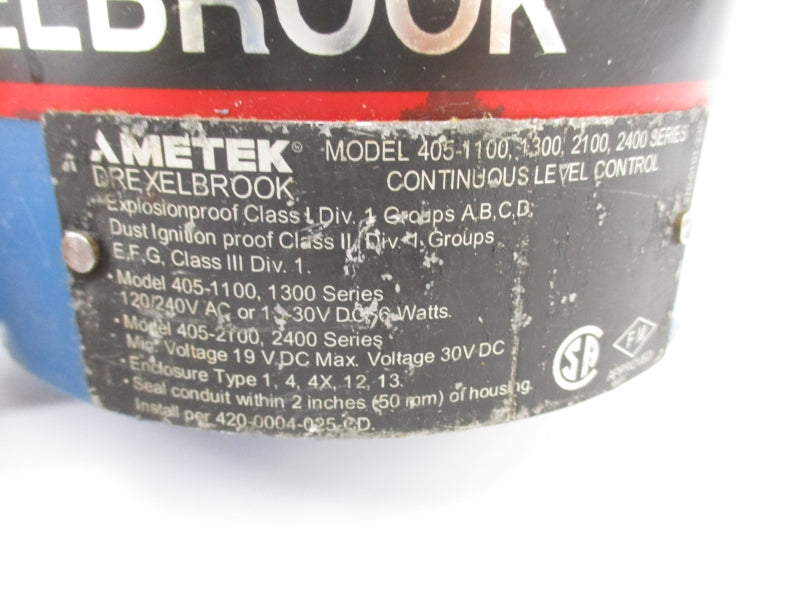 ELBROOK
AMETEK® MODEL 405-1100, 1300, 2100, 2400 SERIES
DREXELBROOK CONTINUOUS LEVEL CONTROL
Explosionproof Class I Div. 1 Groups A,B,C,D.
Dust Ignition proof Class II, Div. 1 Groups
E,F,G, Class III Div. 1.
• Model 405-1100, 1300 Series
120/240V AC or -30V DC 6 Watts.
• Model 405-2100, 2400 Series
Min. Voltage 19 V.DC Max. Voltage 30V DC
• Enclosure Type 1, 4, 4X, 12, 13.
• Seal conduit within 2 inches (50 mm) of housing.
Install per 420-0004-025-CD.
SA
FM
APPROVED